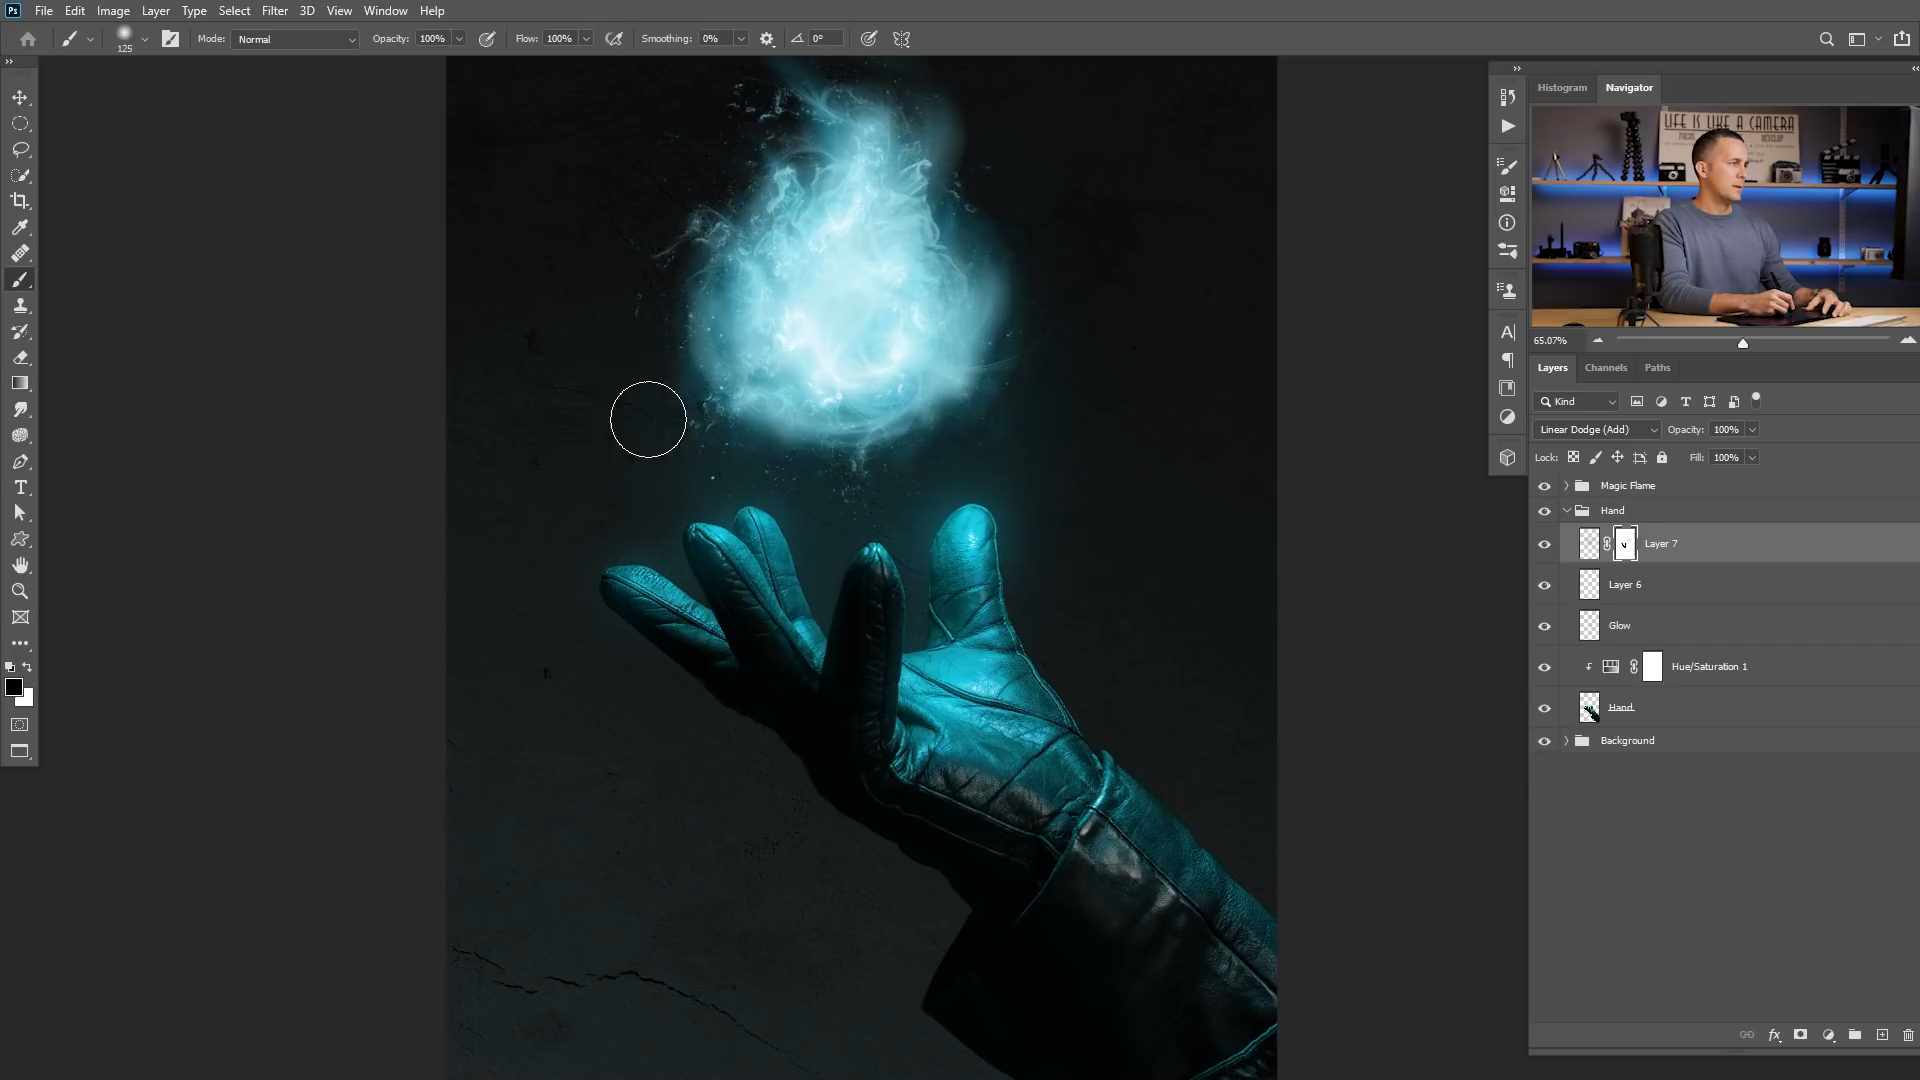 Ps File Edit Image Layer Type Select Filter 3D View Window Help
125 Mode: Normal Opacity: 100% Flow: 100% Smoothing: 0% 0°
Histogram Navigator
LIFE IS LIKE A CAMERA
65.07%
Layers Channels Paths
Kind
Linear Dodge (Add) Opacity: 100%
Lock: Fill: 100%
Magic Flame
Hand
Layer 7
Layer 6
Glow
Hue/Saturation 1
Hand
Background
fx